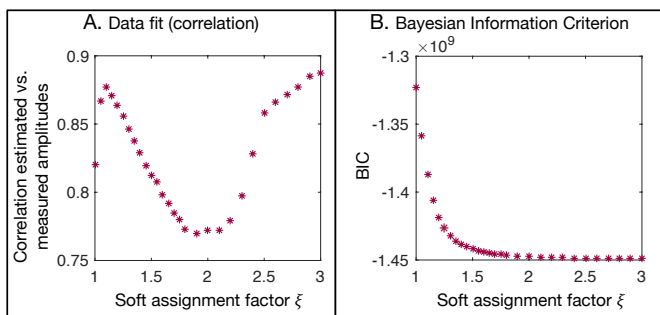 A. Data fit (correlation)
0.9
0.85
0.8
0.75
Correlation estimated vs.
measured amplitudes
1
1.5
2
2.5
3
Soft assignment factor ξ
B. Bayesian Information Criterion
×10⁹
-1.3
-1.35
-1.4
-1.45
BIC
1
1.5
2
2.5
3
Soft assignment factor ξ